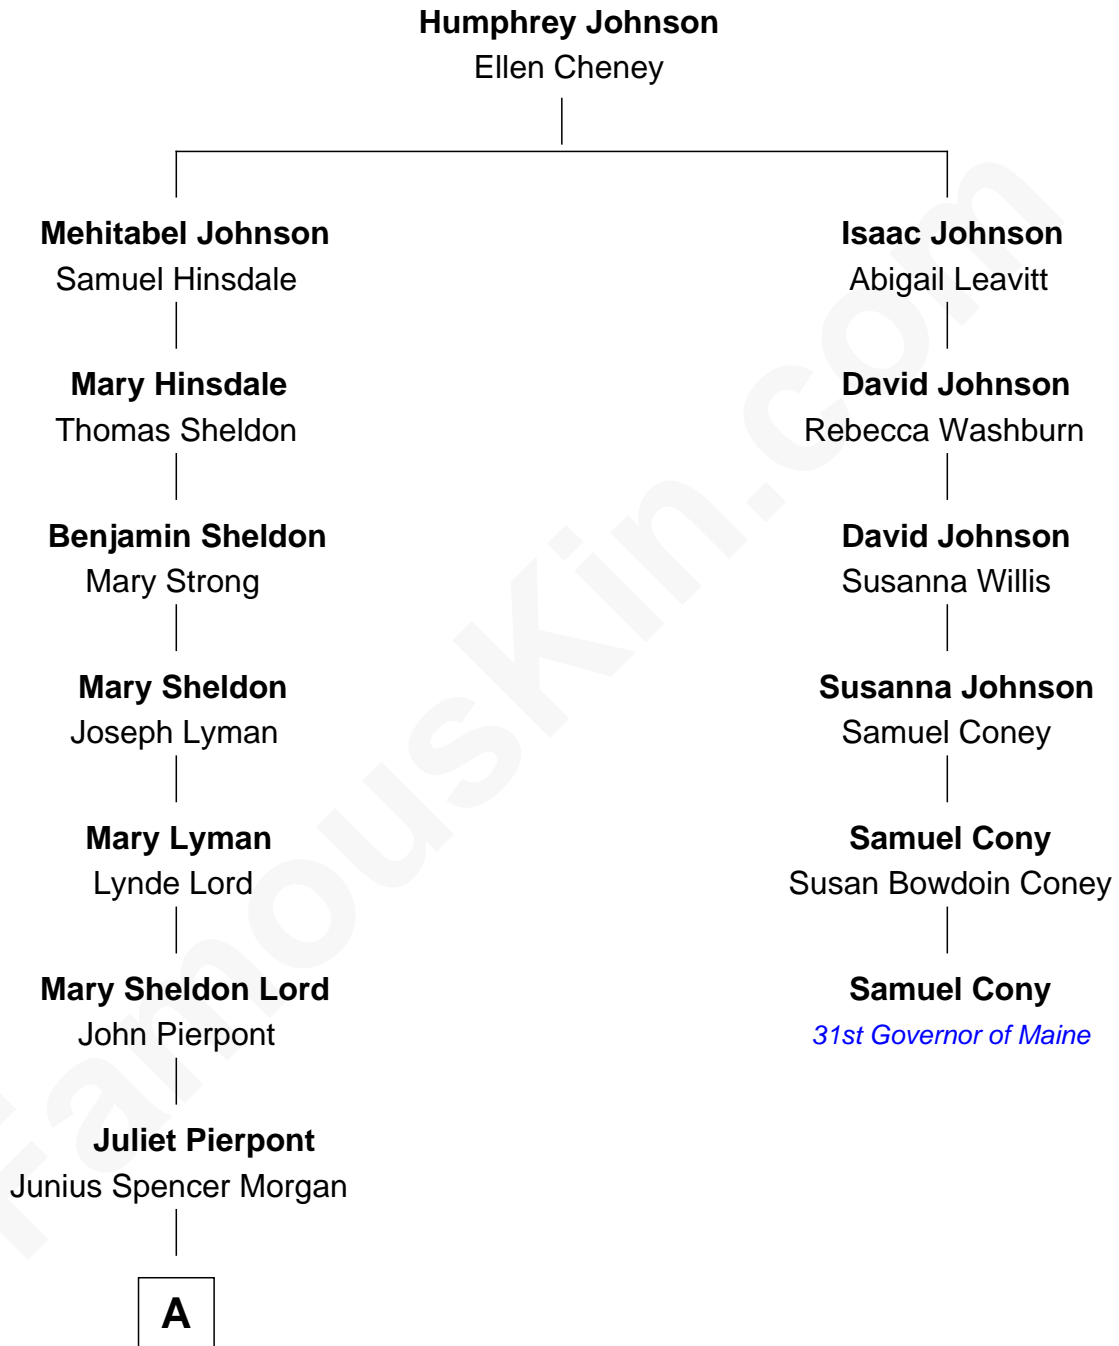 Humphrey Johnson
Ellen Cheney
Mehitabel Johnson
Samuel Hinsdale
Mary Hinsdale
Thomas Sheldon
Benjamin Sheldon
Mary Strong
Mary Sheldon
Joseph Lyman
Mary Lyman
Lynde Lord
Mary Sheldon Lord
John Pierpont
Juliet Pierpont
Junius Spencer Morgan
A
Isaac Johnson
Abigail Leavitt
David Johnson
Rebecca Washburn
David Johnson
Susanna Willis
Susanna Johnson
Samuel Coney
Samuel Cony
Susan Bowdoin Coney
Samuel Cony
31st Governor of Maine
FamousKin.com